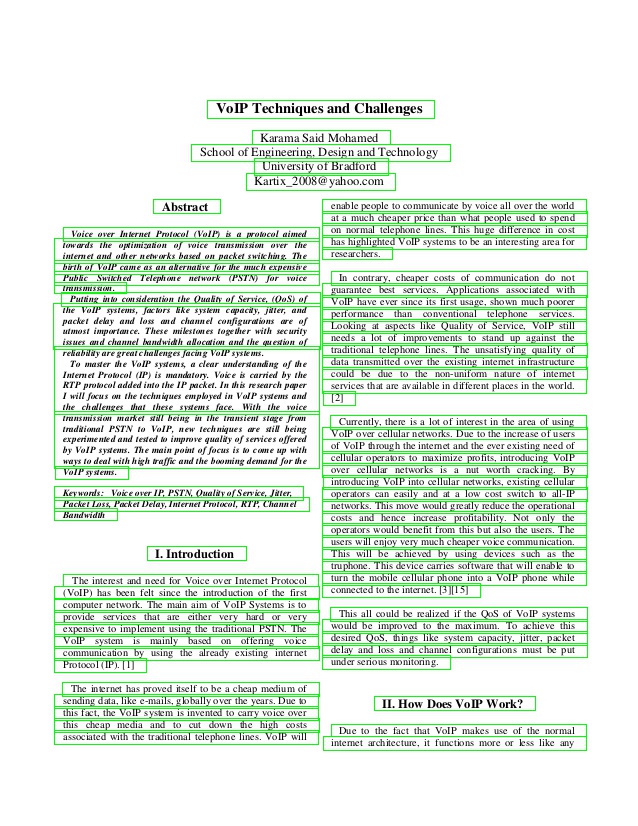 VoIP Techniques and Challenges
Karama Said Mohamed
School of Engineering, Design and Technology
University of Bradford
Kartix_2008@yahoo.com
Abstract
Voice over Internet Protocol (VoIP) is a protocol aimed
towards the optimization of voice transmission over the
internet and other networks based on packet switching. The
birth of VoIP came as an alternative for the much expensive
Public Switched Telephone network (PSTN) for voice
transmission.
Putting into consideration the Quality of Service, (QoS) of
the VoIP systems, factors like system capacity, jitter, and
packet delay and loss and channel configurations are of
utmost importance. These milestones together with security
issues and channel bandwidth allocation and the question of
reliability are great challenges facing VoIP systems.
To master the VoIP systems, a clear understanding of the
Internet Protocol (IP) is mandatory. Voice is carried by the
RTP protocol added into the IP packet. In this research paper
I will focus on the techniques employed in VoIP systems and
the challenges that these systems face. With the voice
transmission market still being in the transient stage from
traditional PSTN to VoIP, new techniques are still being
experimented and tested to improve quality of services offered
by VoIP systems. The main point of focus is to come up with
ways to deal with high traffic and the booming demand for the
VoIP systems.
Keywords: Voice over IP, PSTN, Quality of Service, Jitter,
Packet Loss, Packet Delay, Internet Protocol, RTP, Channel
Bandwidth
I. Introduction
The interest and need for Voice over Internet Protocol
(VoIP) has been felt since the introduction of the first
computer network. The main aim of VoIP Systems is to
provide services that are either very hard or very
expensive to implement using the traditional PSTN. The
VoIP system is mainly based on offering voice
communication by using the already existing internet
Protocol (IP). [1]
The internet has proved itself to be a cheap medium of
sending data, like e-mails, globally over the years. Due to
this fact, the VoIP system is invented to carry voice over
this cheap media and to cut down the high costs
associated with the traditional telephone lines. VoIP will
enable people to communicate by voice all over the world
at a much cheaper price than what people used to spend
on normal telephone lines. This huge difference in cost
has highlighted VoIP systems to be an interesting area for
researchers.
In contrary, cheaper costs of communication do not
guarantee best services. Applications associated with
VoIP have ever since its first usage, shown much poorer
performance than conventional telephone services.
Looking at aspects like Quality of Service, VoIP still
needs a lot of improvements to stand up against the
traditional telephone lines. The unsatisfying quality of
data transmitted over the existing internet infrastructure
could be due to the non-uniform nature of internet
services that are available in different places in the world.
[2]
Currently, there is a lot of interest in the area of using
VoIP over cellular networks. Due to the increase of users
of VoIP through the internet and the ever existing need of
cellular operators to maximize profits, introducing VoIP
over cellular networks is a nut worth cracking. By
introducing VoIP into cellular networks, existing cellular
operators can easily and at a low cost switch to all-IP
networks. This move would greatly reduce the operational
costs and hence increase profitability. Not only the
operators would benefit from this but also the users. The
users will enjoy very much cheaper voice communication.
This will be achieved by using devices such as the
truphone. This device carries software that will enable to
turn the mobile cellular phone into a VoIP phone while
connected to the internet. [3][15]
This all could be realized if the QoS of VoIP systems
would be improved to the maximum. To achieve this
desired QoS, things like system capacity, jitter, packet
delay and loss and channel configurations must be put
under serious monitoring.
II. How Does VoIP Work?
Due to the fact that VoIP makes use of the normal
internet architecture, it functions more or less like any